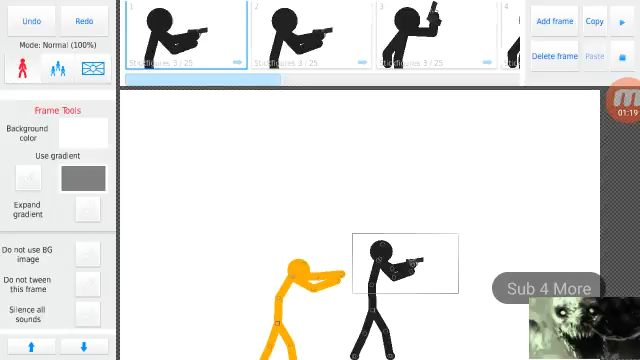 Undo
Redo
Mode: Normal (100%)
Frame Tools
Background color
Use gradient
Expand gradient
Do not use BG image
Do not tween this frame
Silence all sounds
1
Stickfigures 3 / 25
2
Stickfigures 3 / 25
3
Stickfigures 3 / 25
4
Stic
Add frame
Copy
Delete frame
Paste
01:19
Sub 4 More